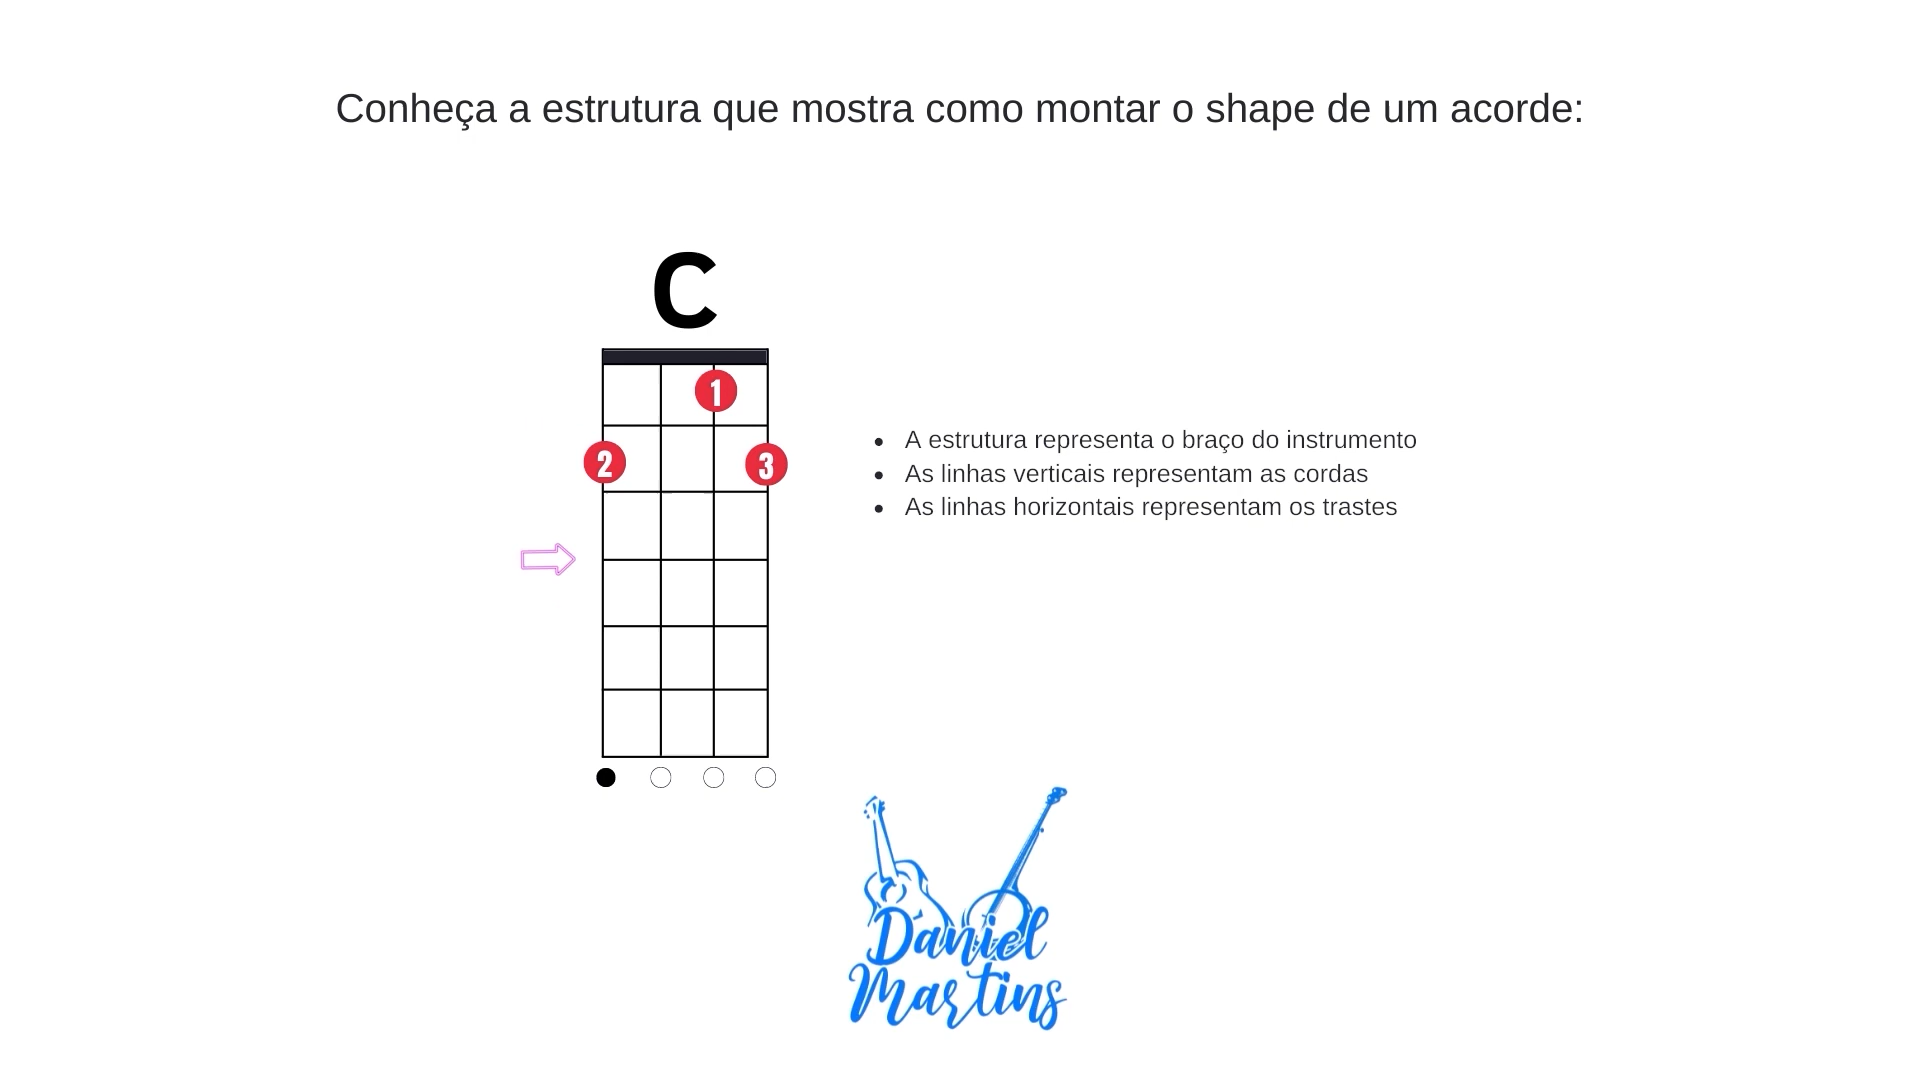 Conheça a estrutura que mostra como montar o shape de um acorde:
C
1
2
3
A estrutura representa o braço do instrumento
As linhas verticais representam as cordas
As linhas horizontais representam os trastes
Daniel
Martins